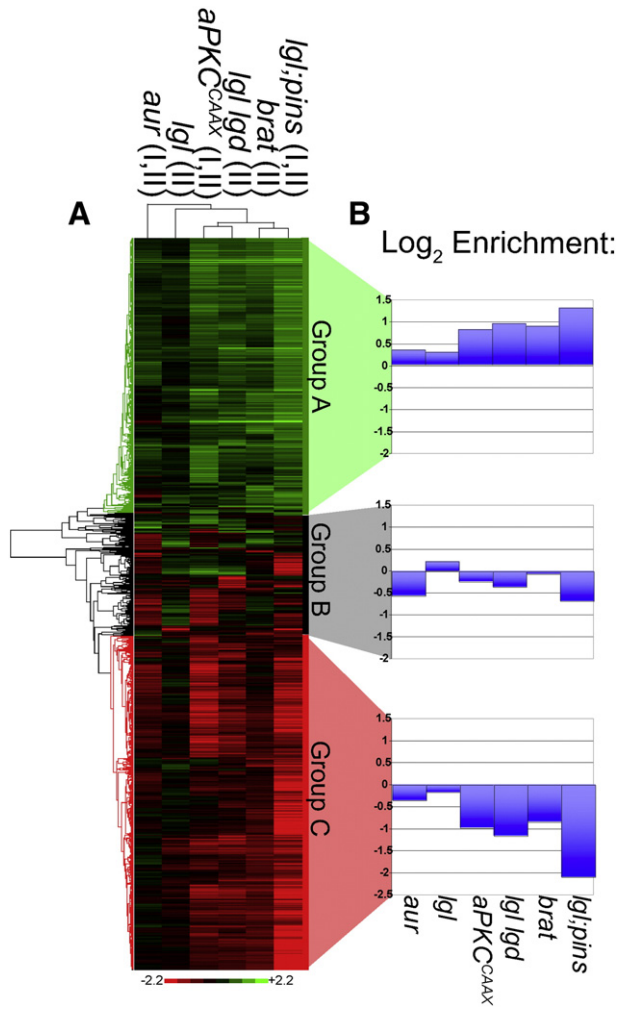 aur (I,II)
lgl (II)
aPKC^CAAX (I,II)
lgl lgd (II)
brat (II)
lgl;pins (I,II)
A
B
Log₂ Enrichment:
Group A
Group B
Group C
1.5
1
0.5
0
-0.5
-1
-1.5
-2
1.5
1
0.5
0
-0.5
-1
-1.5
-2
1.5
1
0.5
0
-0.5
-1
-1.5
-2
-2.5
aur
lgl
aPKC^CAAX
lgl lgd
brat
lgl;pins
-2.2
+2.2